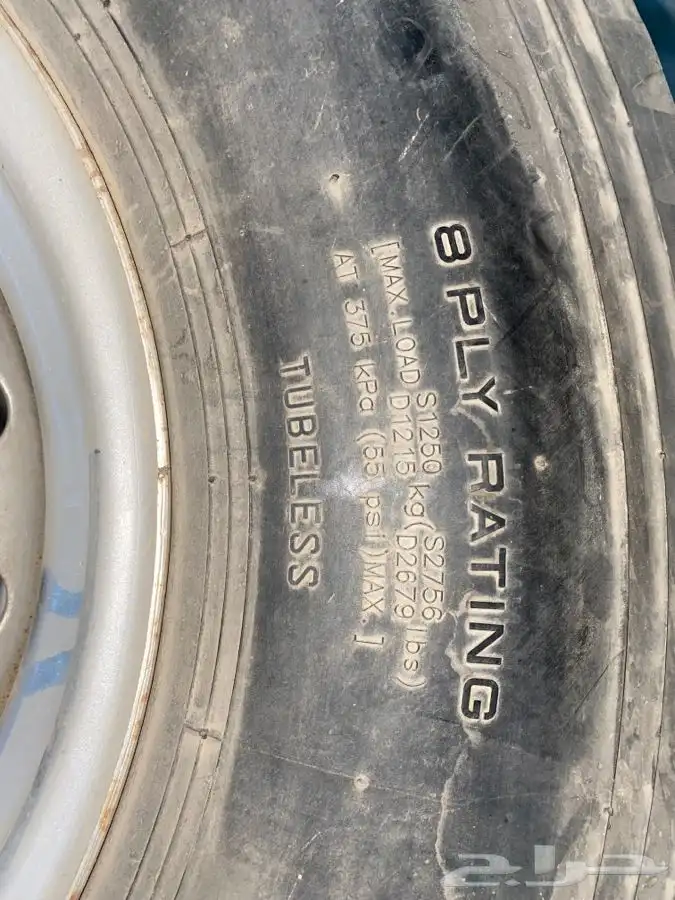 8 PLY RATING
S1250 S2756
[MAX.LOAD D1215 kg(D2679 lbs)
AT 375 kPa (55 psi)MAX.]
TUBELESS
حراج